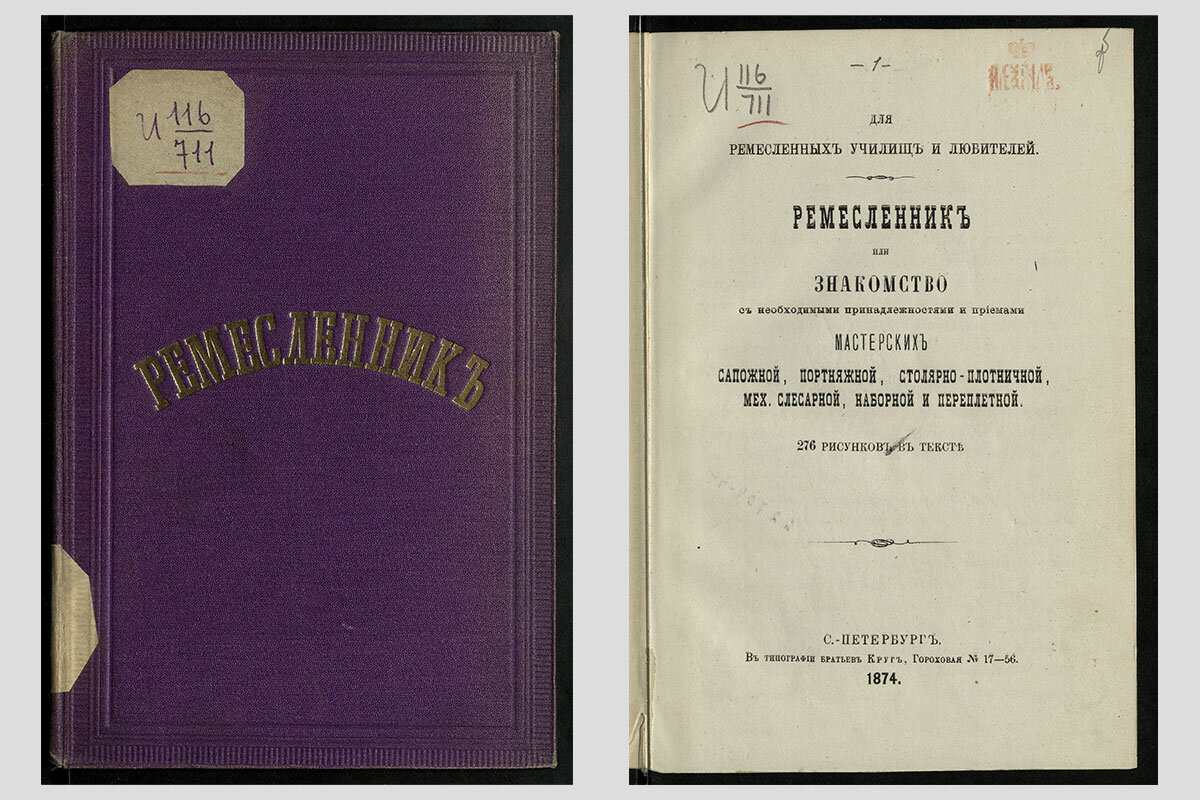 И 116
711
РЕМЕСЛЕННИКЪ
—1—
И 116
711
ДЛЯ
РЕМЕСЛЕННЫХЪ УЧИЛИЩЪ И ЛЮБИТЕЛЕЙ.
РЕМЕСЛЕННИКЪ
ИЛИ
ЗНАКОМСТВО
съ необходимыми принадлежностями и пріемами
МАСТЕРСКИХЪ
САПОЖНОЙ, ПОРТНЯЖНОЙ, СТОЛЯРНО-ПЛОТНИЧНОЙ,
МЕХ. СЛЕСАРНОЙ, НАБОРНОЙ И ПЕРЕПЛЕТНОЙ.
276 РИСУНКОВЪ ВЪ ТЕКСТѢ
С.-ПЕТЕРБУРГЪ.
Въ типографіи братьевъ Кругъ, Гороховая № 17—56.
1874.